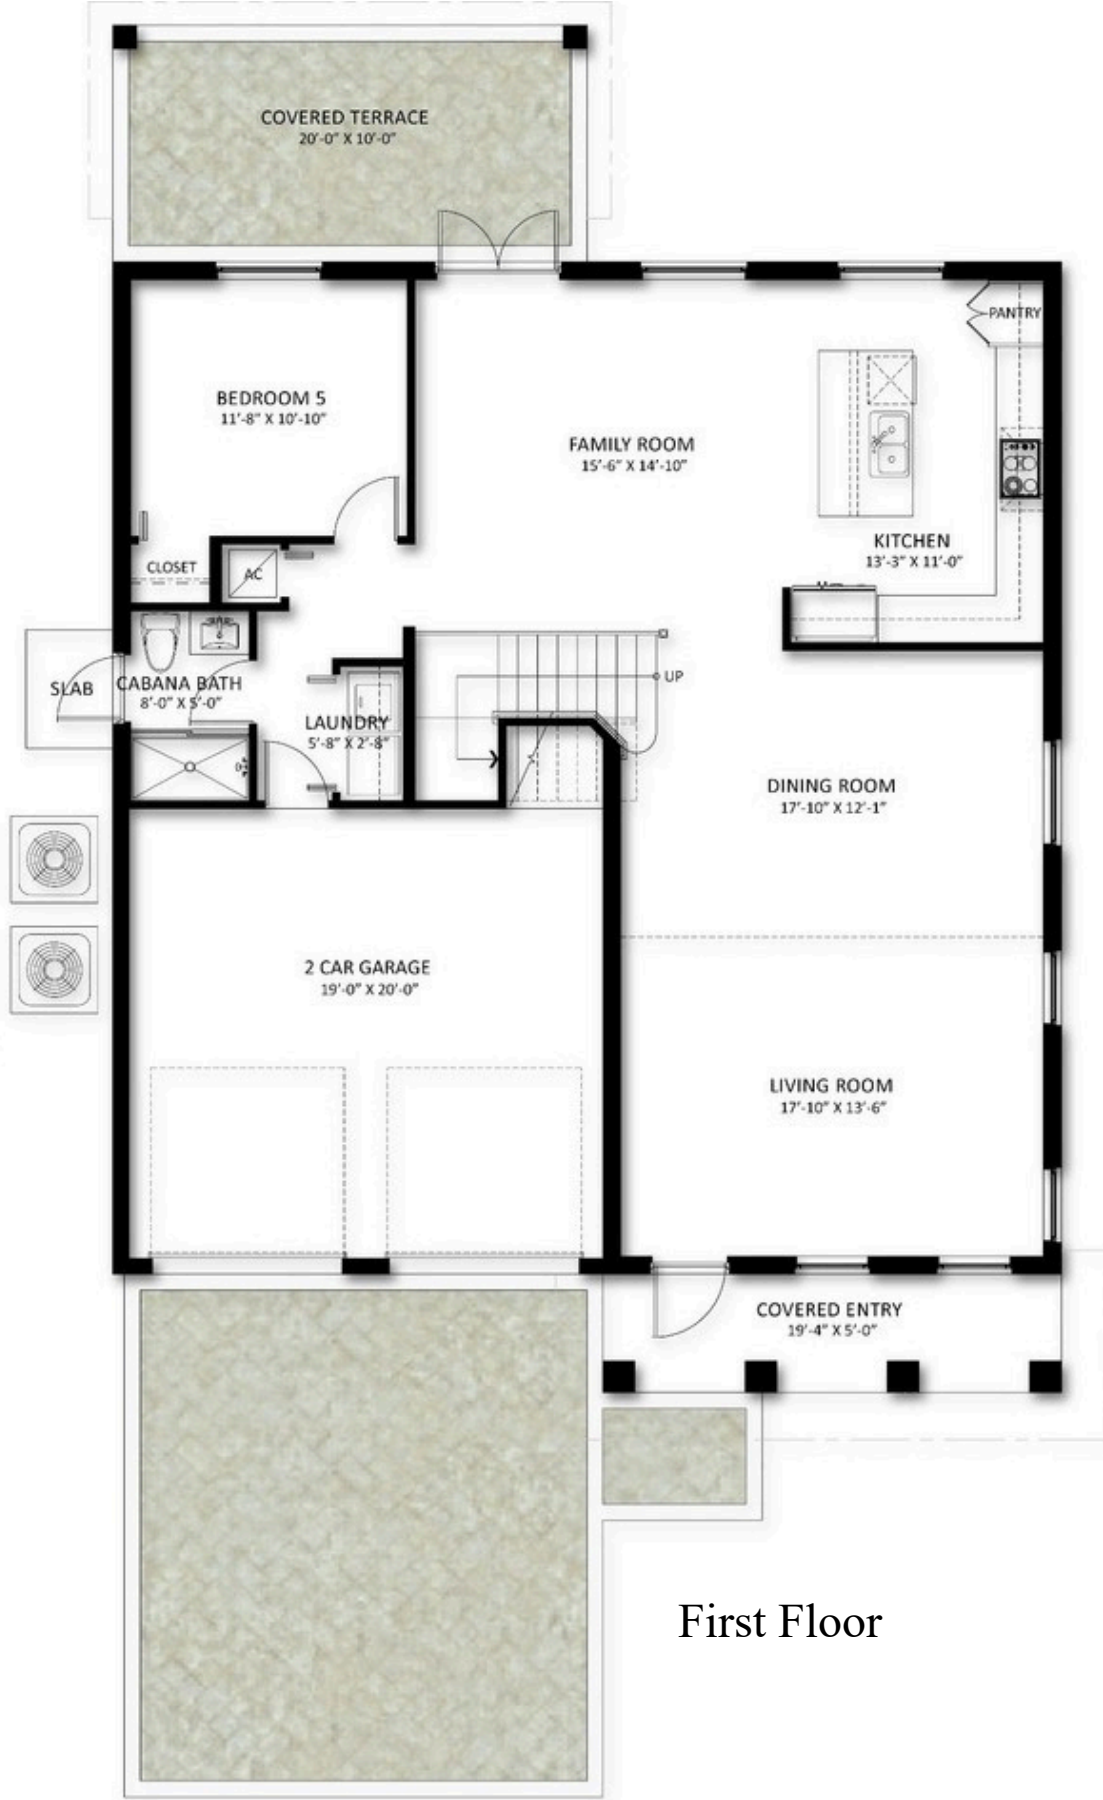 COVERED TERRACE
20'-0" X 10'-0"
PANTRY
BEDROOM 5
11'-8" X 10'-10"
FAMILY ROOM
15'-6" X 14'-10"
KITCHEN
13'-3" X 11'-0"
CLOSET
AC
SLAB
CABANA BATH
8'-0" X 5'-0"
UP
LAUNDRY
5'-8" X 2'-8"
DINING ROOM
17'-10" X 12'-1"
2 CAR GARAGE
19'-0" X 20'-0"
LIVING ROOM
17'-10" X 13'-6"
COVERED ENTRY
19'-4" X 5'-0"
First Floor